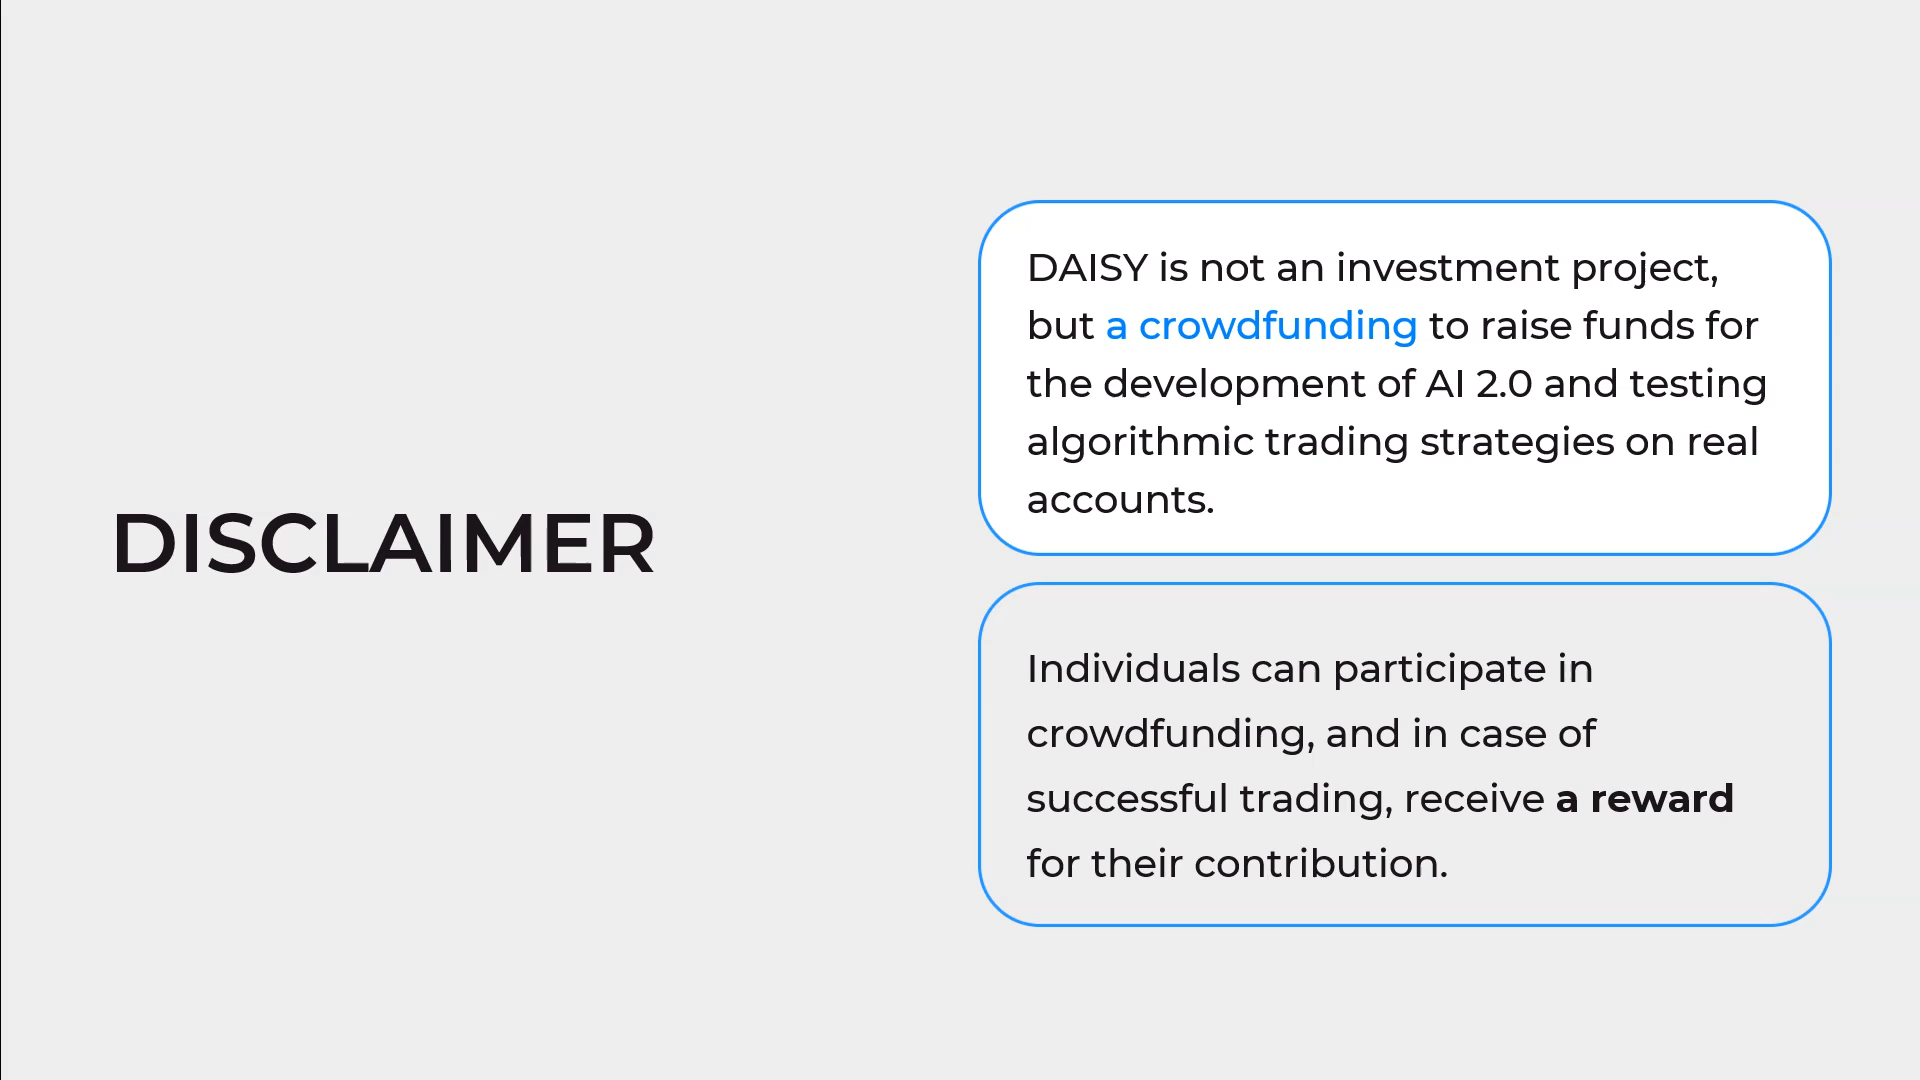 DISCLAIMER
DAISY is not an investment project,
but a crowdfunding to raise funds for
the development of AI 2.0 and testing
algorithmic trading strategies on real
accounts.
Individuals can participate in
crowdfunding, and in case of
successful trading, receive a reward
for their contribution.